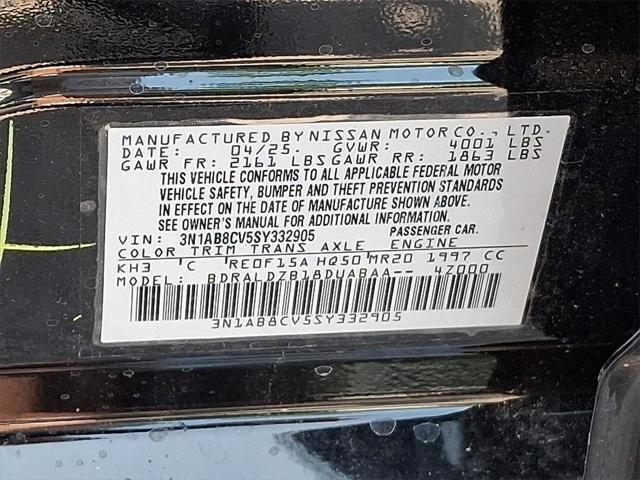 MANUFACTURED BY NISSAN MOTOR CO., LTD.
DATE: 04/25. GVWR: 4001 LBS
GAWR FR: 2161 LBS GAWR RR: 1863 LBS
THIS VEHICLE CONFORMS TO ALL APPLICABLE FEDERAL MOTOR
VEHICLE SAFETY, BUMPER AND THEFT PREVENTION STANDARDS
IN EFFECT ON THE DATE OF MANUFACTURE SHOWN ABOVE.
SEE OWNER'S MANUAL FOR ADDITIONAL INFORMATION.
VIN: 3N1AB8CV5SY332905 PASSENGER CAR.
COLOR TRIM TRANS AXLE ENGINE
KH3 'C 'RE0F15A HQ50 MR20 1997 CC
MODEL: BDRALDZB18DUABAA-- 4Z000
3N1AB8CV5SY332905